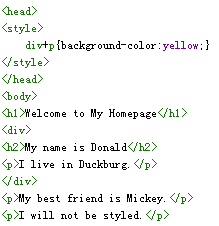 <head>
<style>
div+p{background-color:yellow;}
</style>
</head>
<body>
<h1>Welcome to My Homepage</h1>
<div>
<h2>My name is Donald</h2>
<p>I live in Duckburg.</p>
</div>
<p>My best friend is Mickey.</p>
<p>I will not be styled.</p>